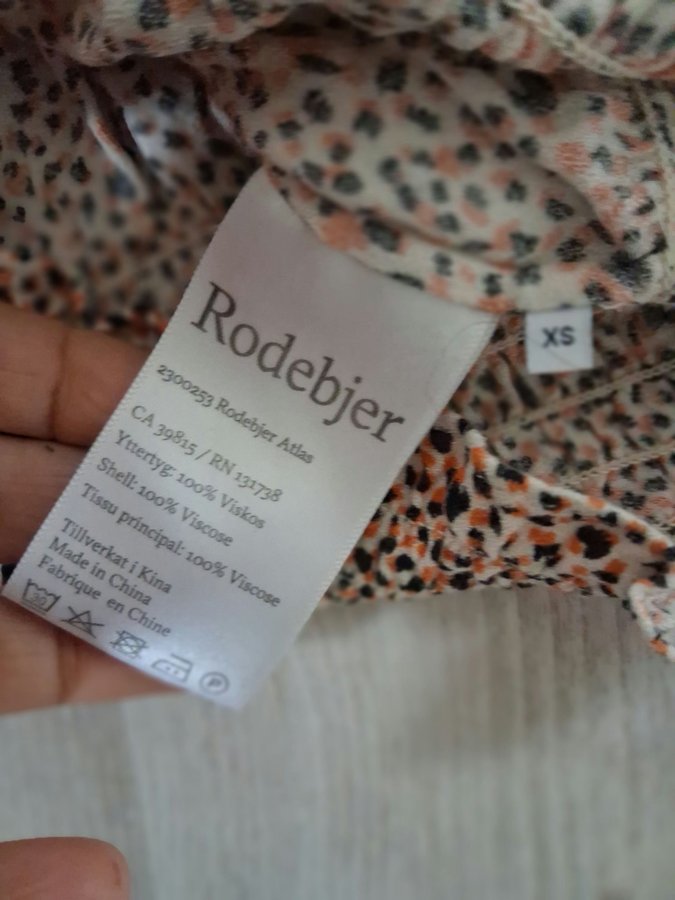 Rodebjer
2300253 Rodebjer Atlas
CA 39815 / RN 131738
Yttertyg: 100% Viskos
Shell: 100% Viscose
Tissu principal: 100% Viscose
Tillverkat i Kina
Made in China
Fabriqué en Chine
30
P
XS